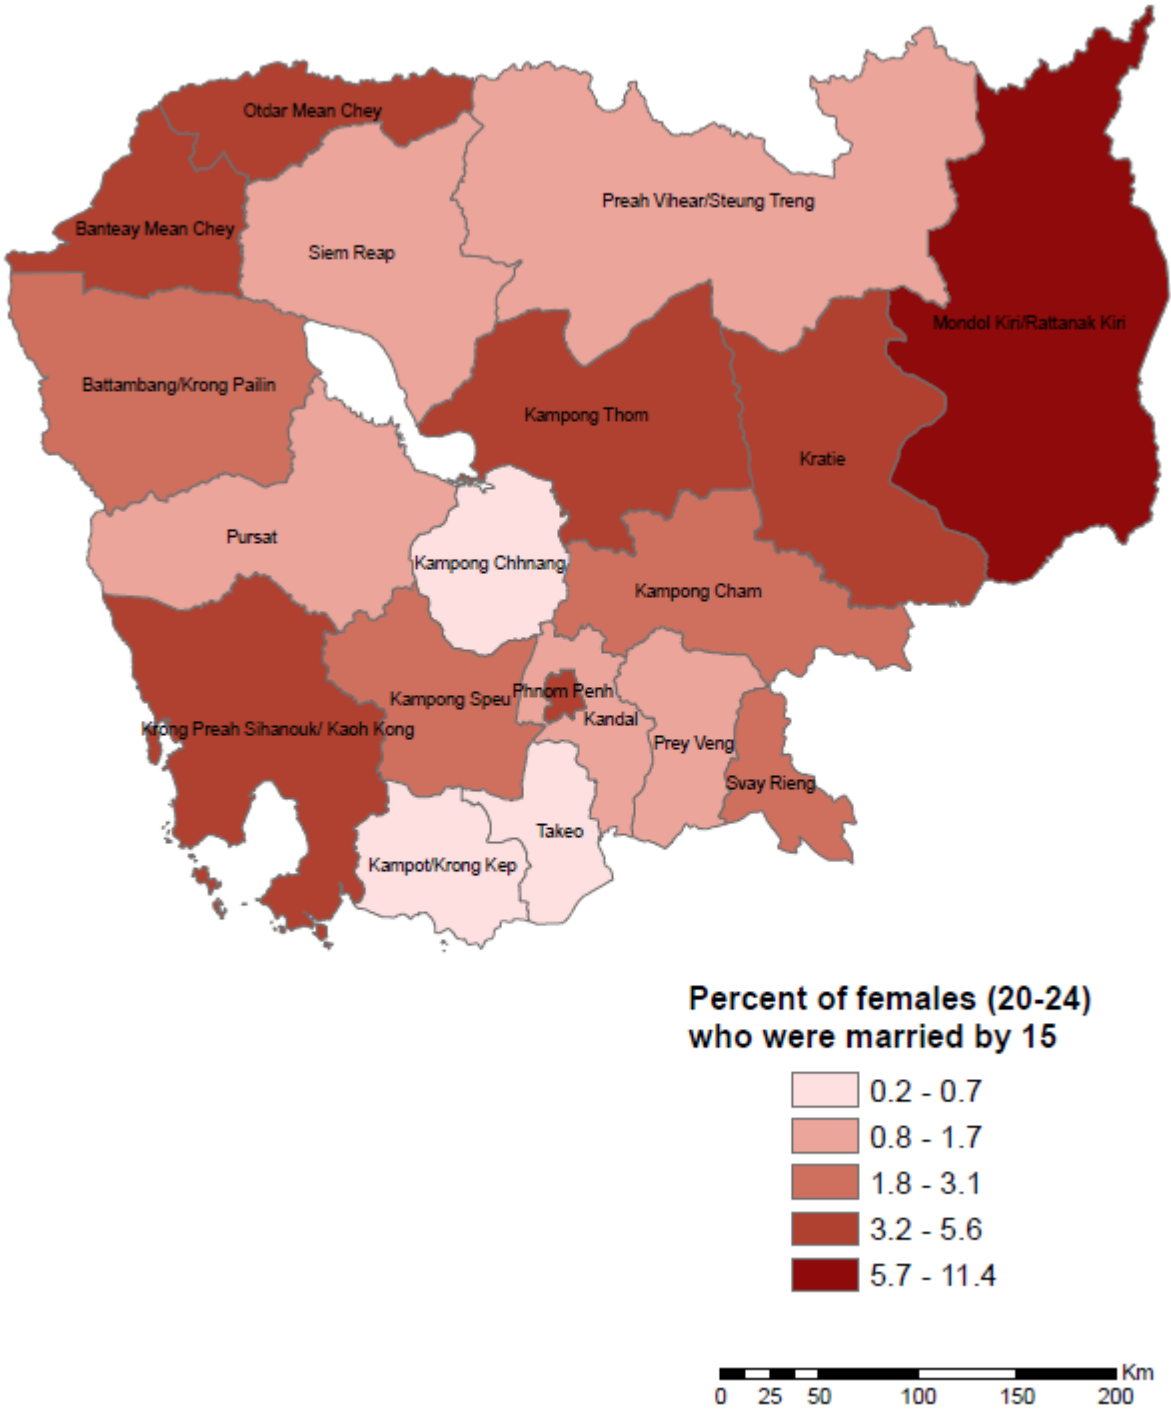 Otdar Mean Chey
Preah Vihear/Steung Treng
Banteay Mean Chey
Siem Reap
Mondol Kiri/Rattanak Kiri
Battambang/Krong Pailin
Kampong Thom
Kratie
Pursat
Kampong Chhnang
Kampong Cham
Kampong Speu
Phnom Penh
Kandal
Krong Preah Sihanouk/ Kaoh Kong
Prey Veng
Svay Rieng
Takeo
Kampot/Krong Kep
Percent of females (20-24)
who were married by 15
0.2 - 0.7
0.8 - 1.7
1.8 - 3.1
3.2 - 5.6
5.7 - 11.4
Km
0 25 50 100 150 200